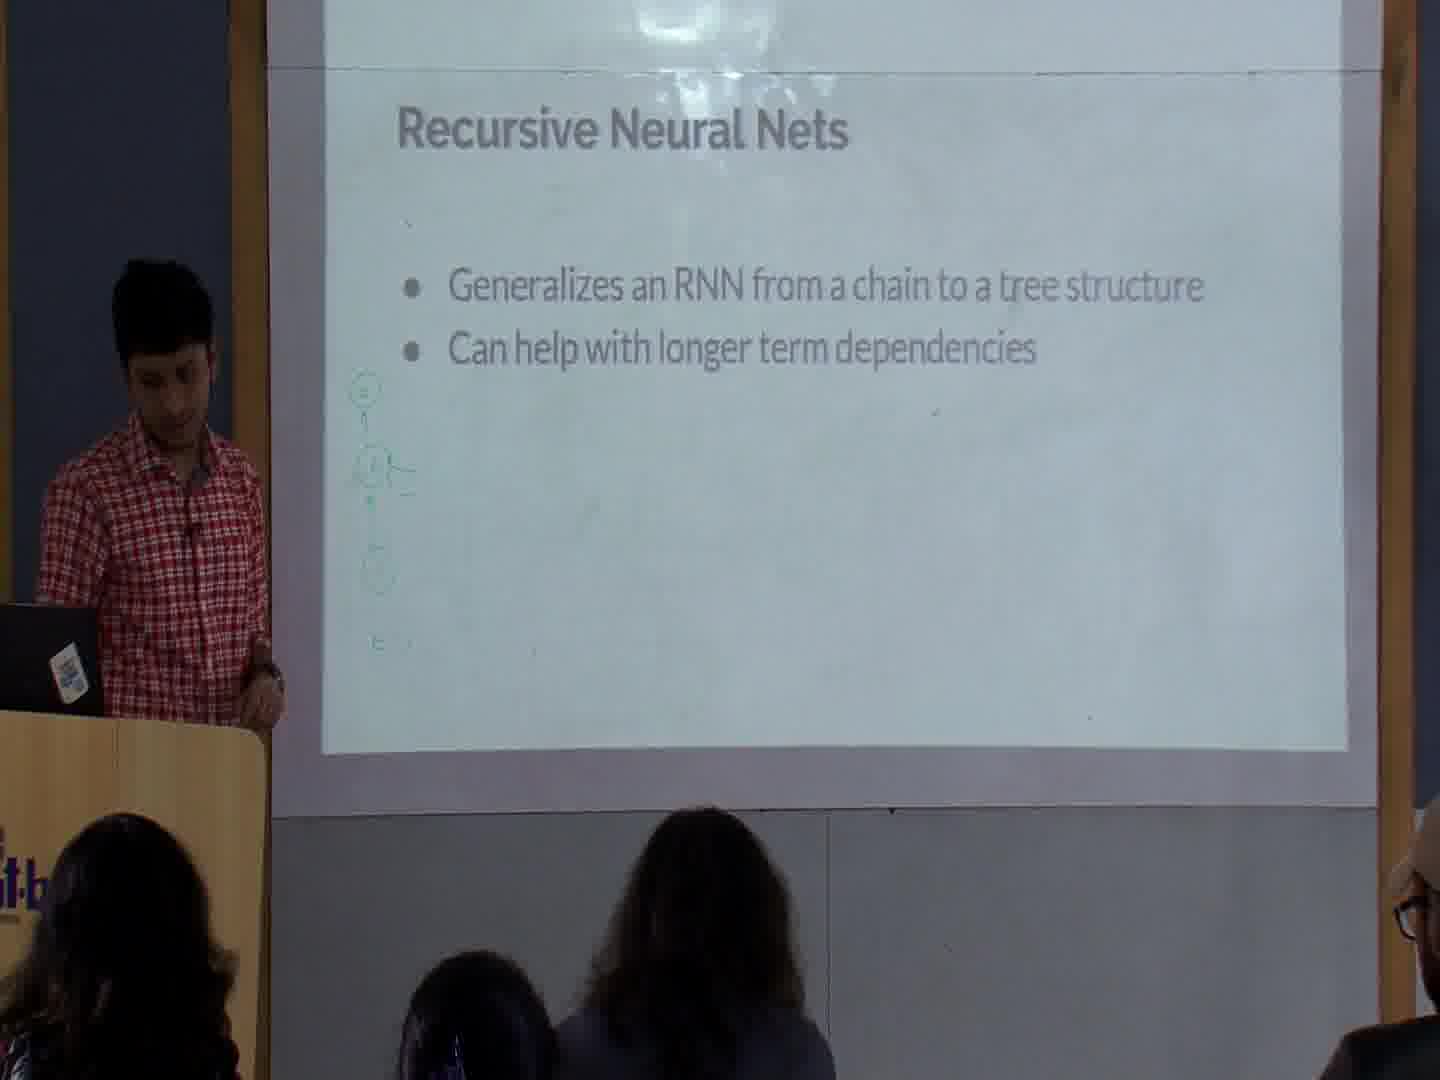 Recursive Neural Nets
● Generalizes an RNN from a chain to a tree structure
● Can help with longer term dependencies